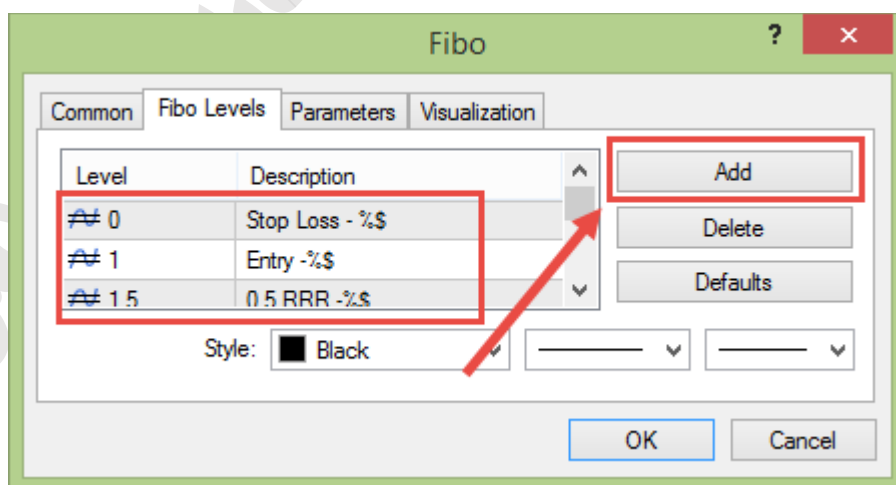 Fibo ? ×
Common Fibo Levels Parameters Visualization
Level Description
0 Stop Loss - %$
1 Entry -%$
1.5 0.5 RRR -%$
Add
Delete
Defaults
Style: Black
OK Cancel